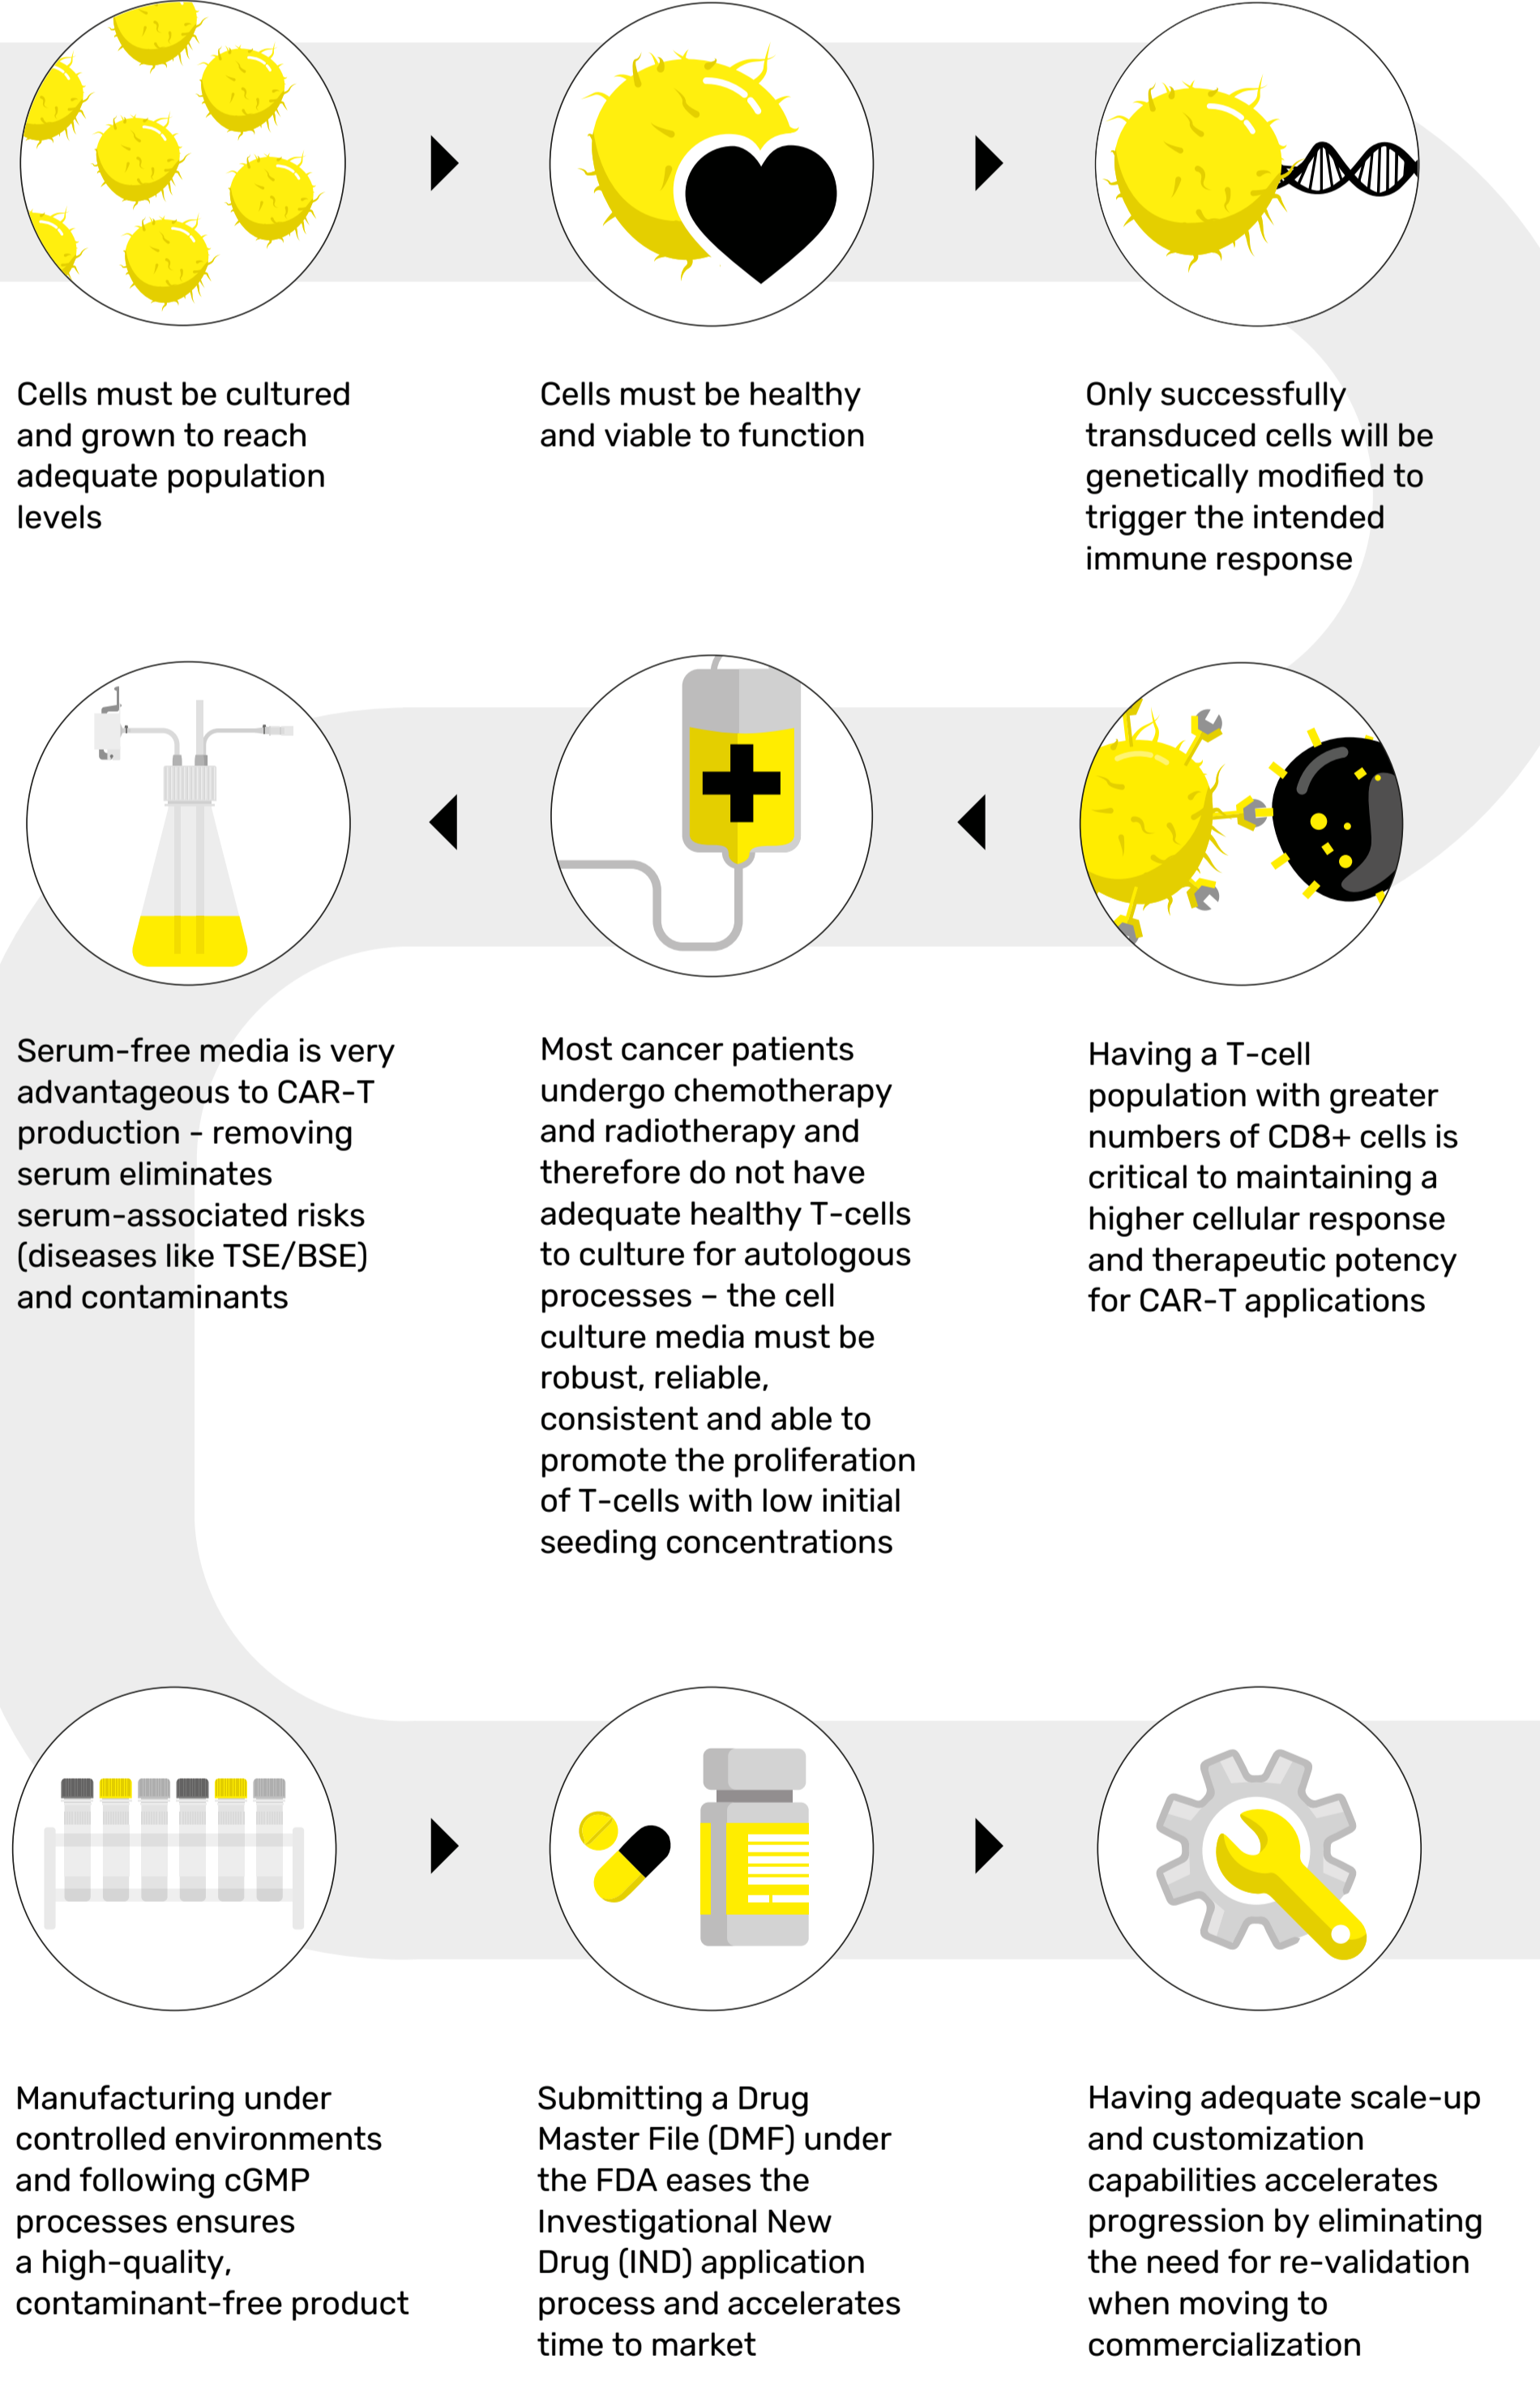 Cells must be cultured
and grown to reach
adequate population
levels
Cells must be healthy
and viable to function
Only successfully
transduced cells will be
genetically modified to
trigger the intended
immune response
Having a T-cell
population with greater
numbers of CD8+ cells is
critical to maintaining a
higher cellular response
and therapeutic potency
for CAR-T applications
Most cancer patients
undergo chemotherapy
and radiotherapy and
therefore do not have
adequate healthy T-cells
to culture for autologous
processes – the cell
culture media must be
robust, reliable,
consistent and able to
promote the proliferation
of T-cells with low initial
seeding concentrations
Serum-free media is very
advantageous to CAR-T
production - removing
serum eliminates
serum-associated risks
(diseases like TSE/BSE)
and contaminants
Manufacturing under
controlled environments
and following cGMP
processes ensures
a high-quality,
contaminant-free product
Submitting a Drug
Master File (DMF) under
the FDA eases the
Investigational New
Drug (IND) application
process and accelerates
time to market
Having adequate scale-up
and customization
capabilities accelerates
progression by eliminating
the need for re-validation
when moving to
commercialization